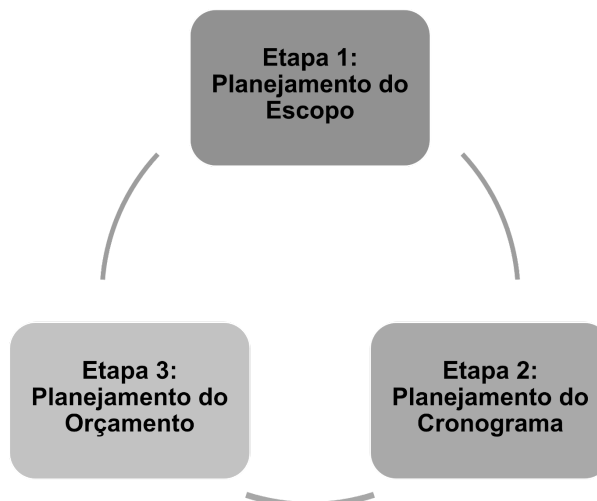 Etapa 1:
Planejamento do
Escopo
Etapa 3:
Planejamento do
Orçamento
Etapa 2:
Planejamento do
Cronograma